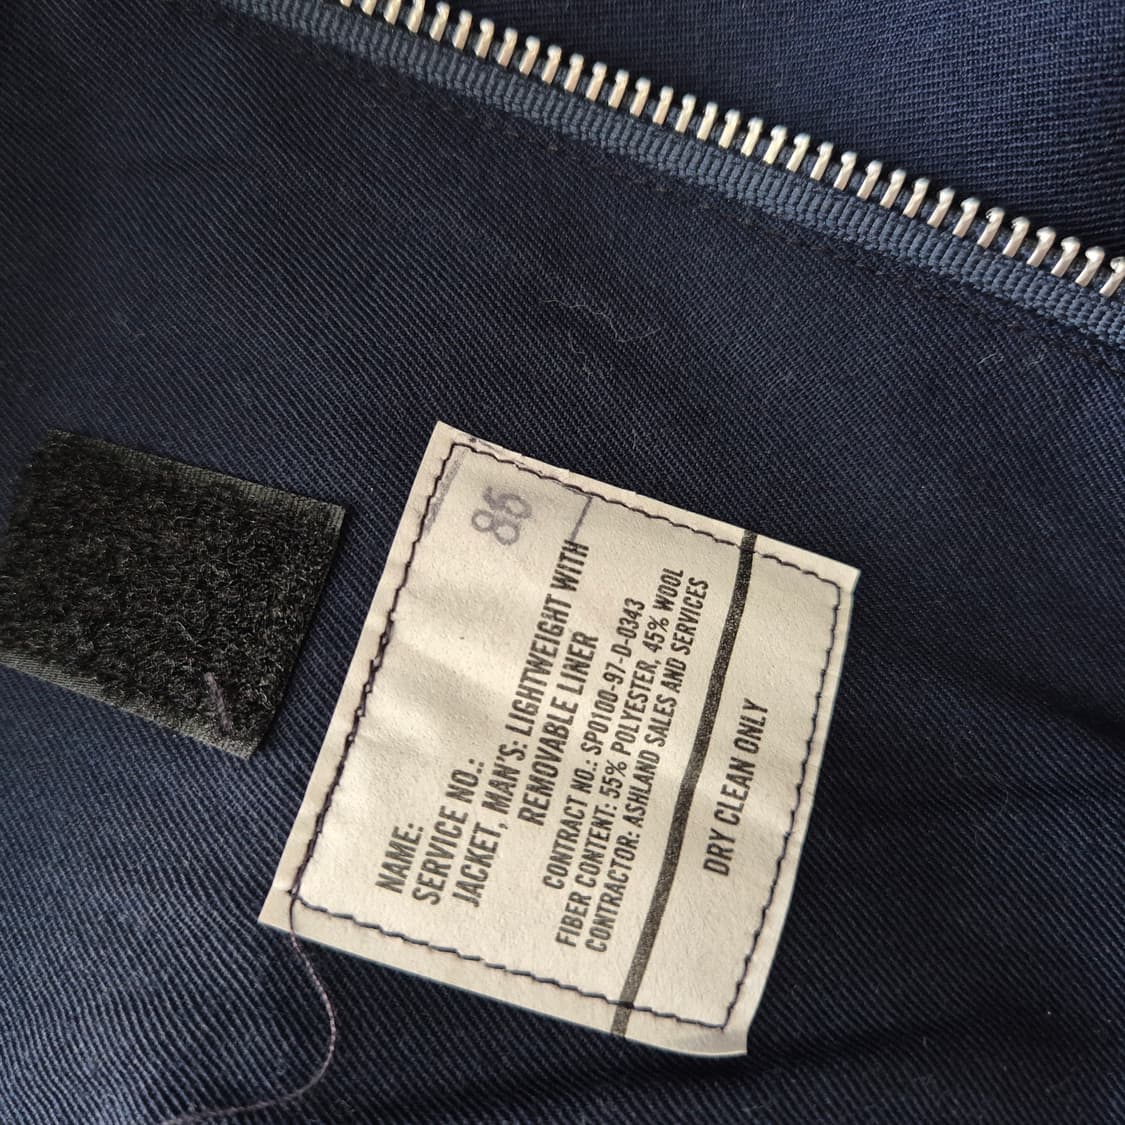 86
NAME:
SERVICE NO.:
JACKET, MAN'S: LIGHTWEIGHT WITH
REMOVABLE LINER
CONTRACT NO.: SP0100-97-D-0343
FIBER CONTENT: 55% POLYESTER, 45% WOOL
CONTRACTOR: ASHLAND SALES AND SERVICES
DRY CLEAN ONLY